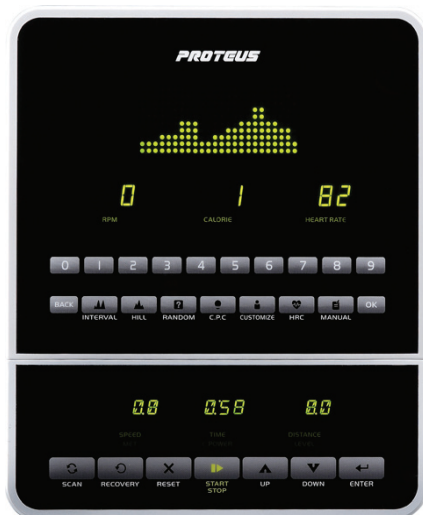 PROTEUS
0 1 82
RPM CALORIE HEART RATE
0 1 2 3 4 5 6 7 8 9
BACK INTERVAL HILL RANDOM C.P.C CUSTOMIZE HRC MANUAL OK
0.0 0:58 0.0
SPEED TIME DISTANCE
SCAN RECOVERY RESET START STOP UP DOWN ENTER